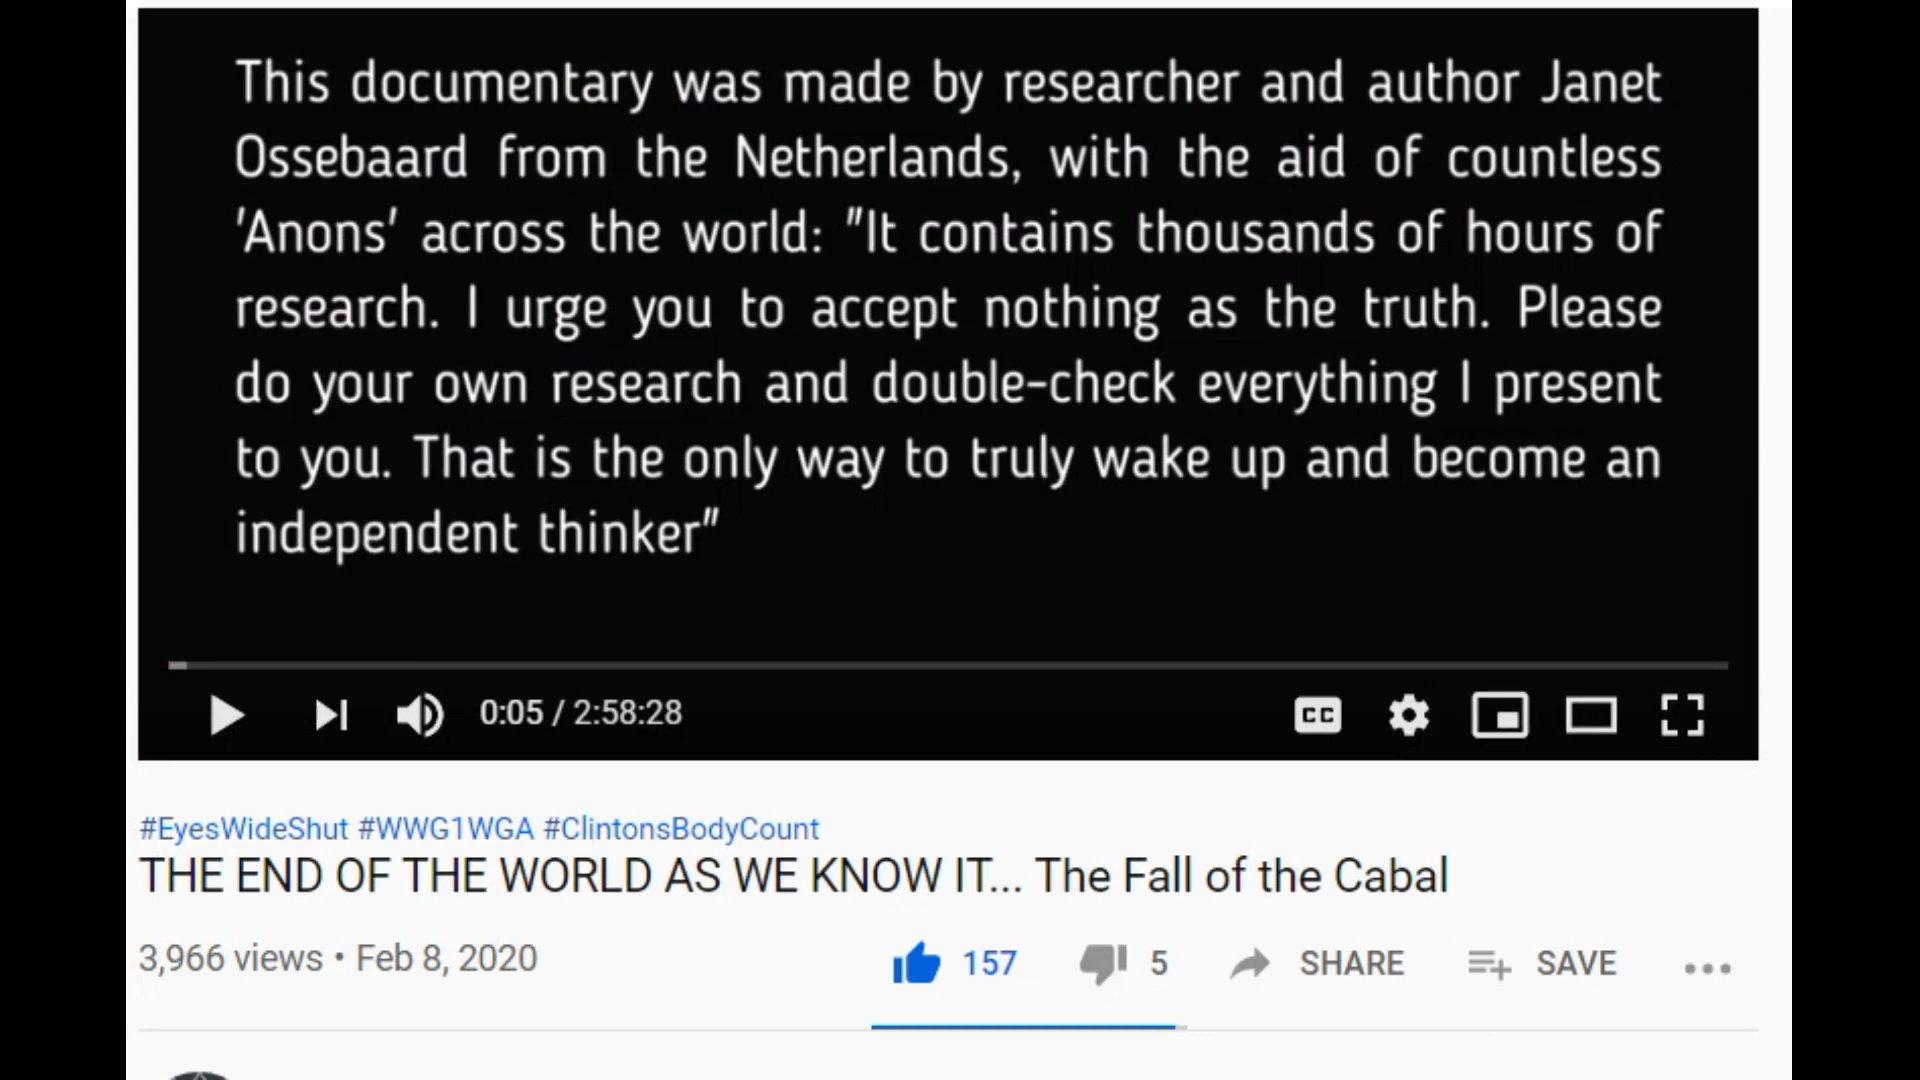 This documentary was made by researcher and author Janet
Ossebaard from the Netherlands, with the aid of countless
'Anons' across the world: "It contains thousands of hours of
research. I urge you to accept nothing as the truth. Please
do your own research and double-check everything I present
to you. That is the only way to truly wake up and become an
independent thinker"
0:05 / 2:58:28
CC
#EyesWideShut #WWG1WGA #ClintonsBodyCount
THE END OF THE WORLD AS WE KNOW IT... The Fall of the Cabal
3,966 views • Feb 8, 2020
157 5 SHARE SAVE